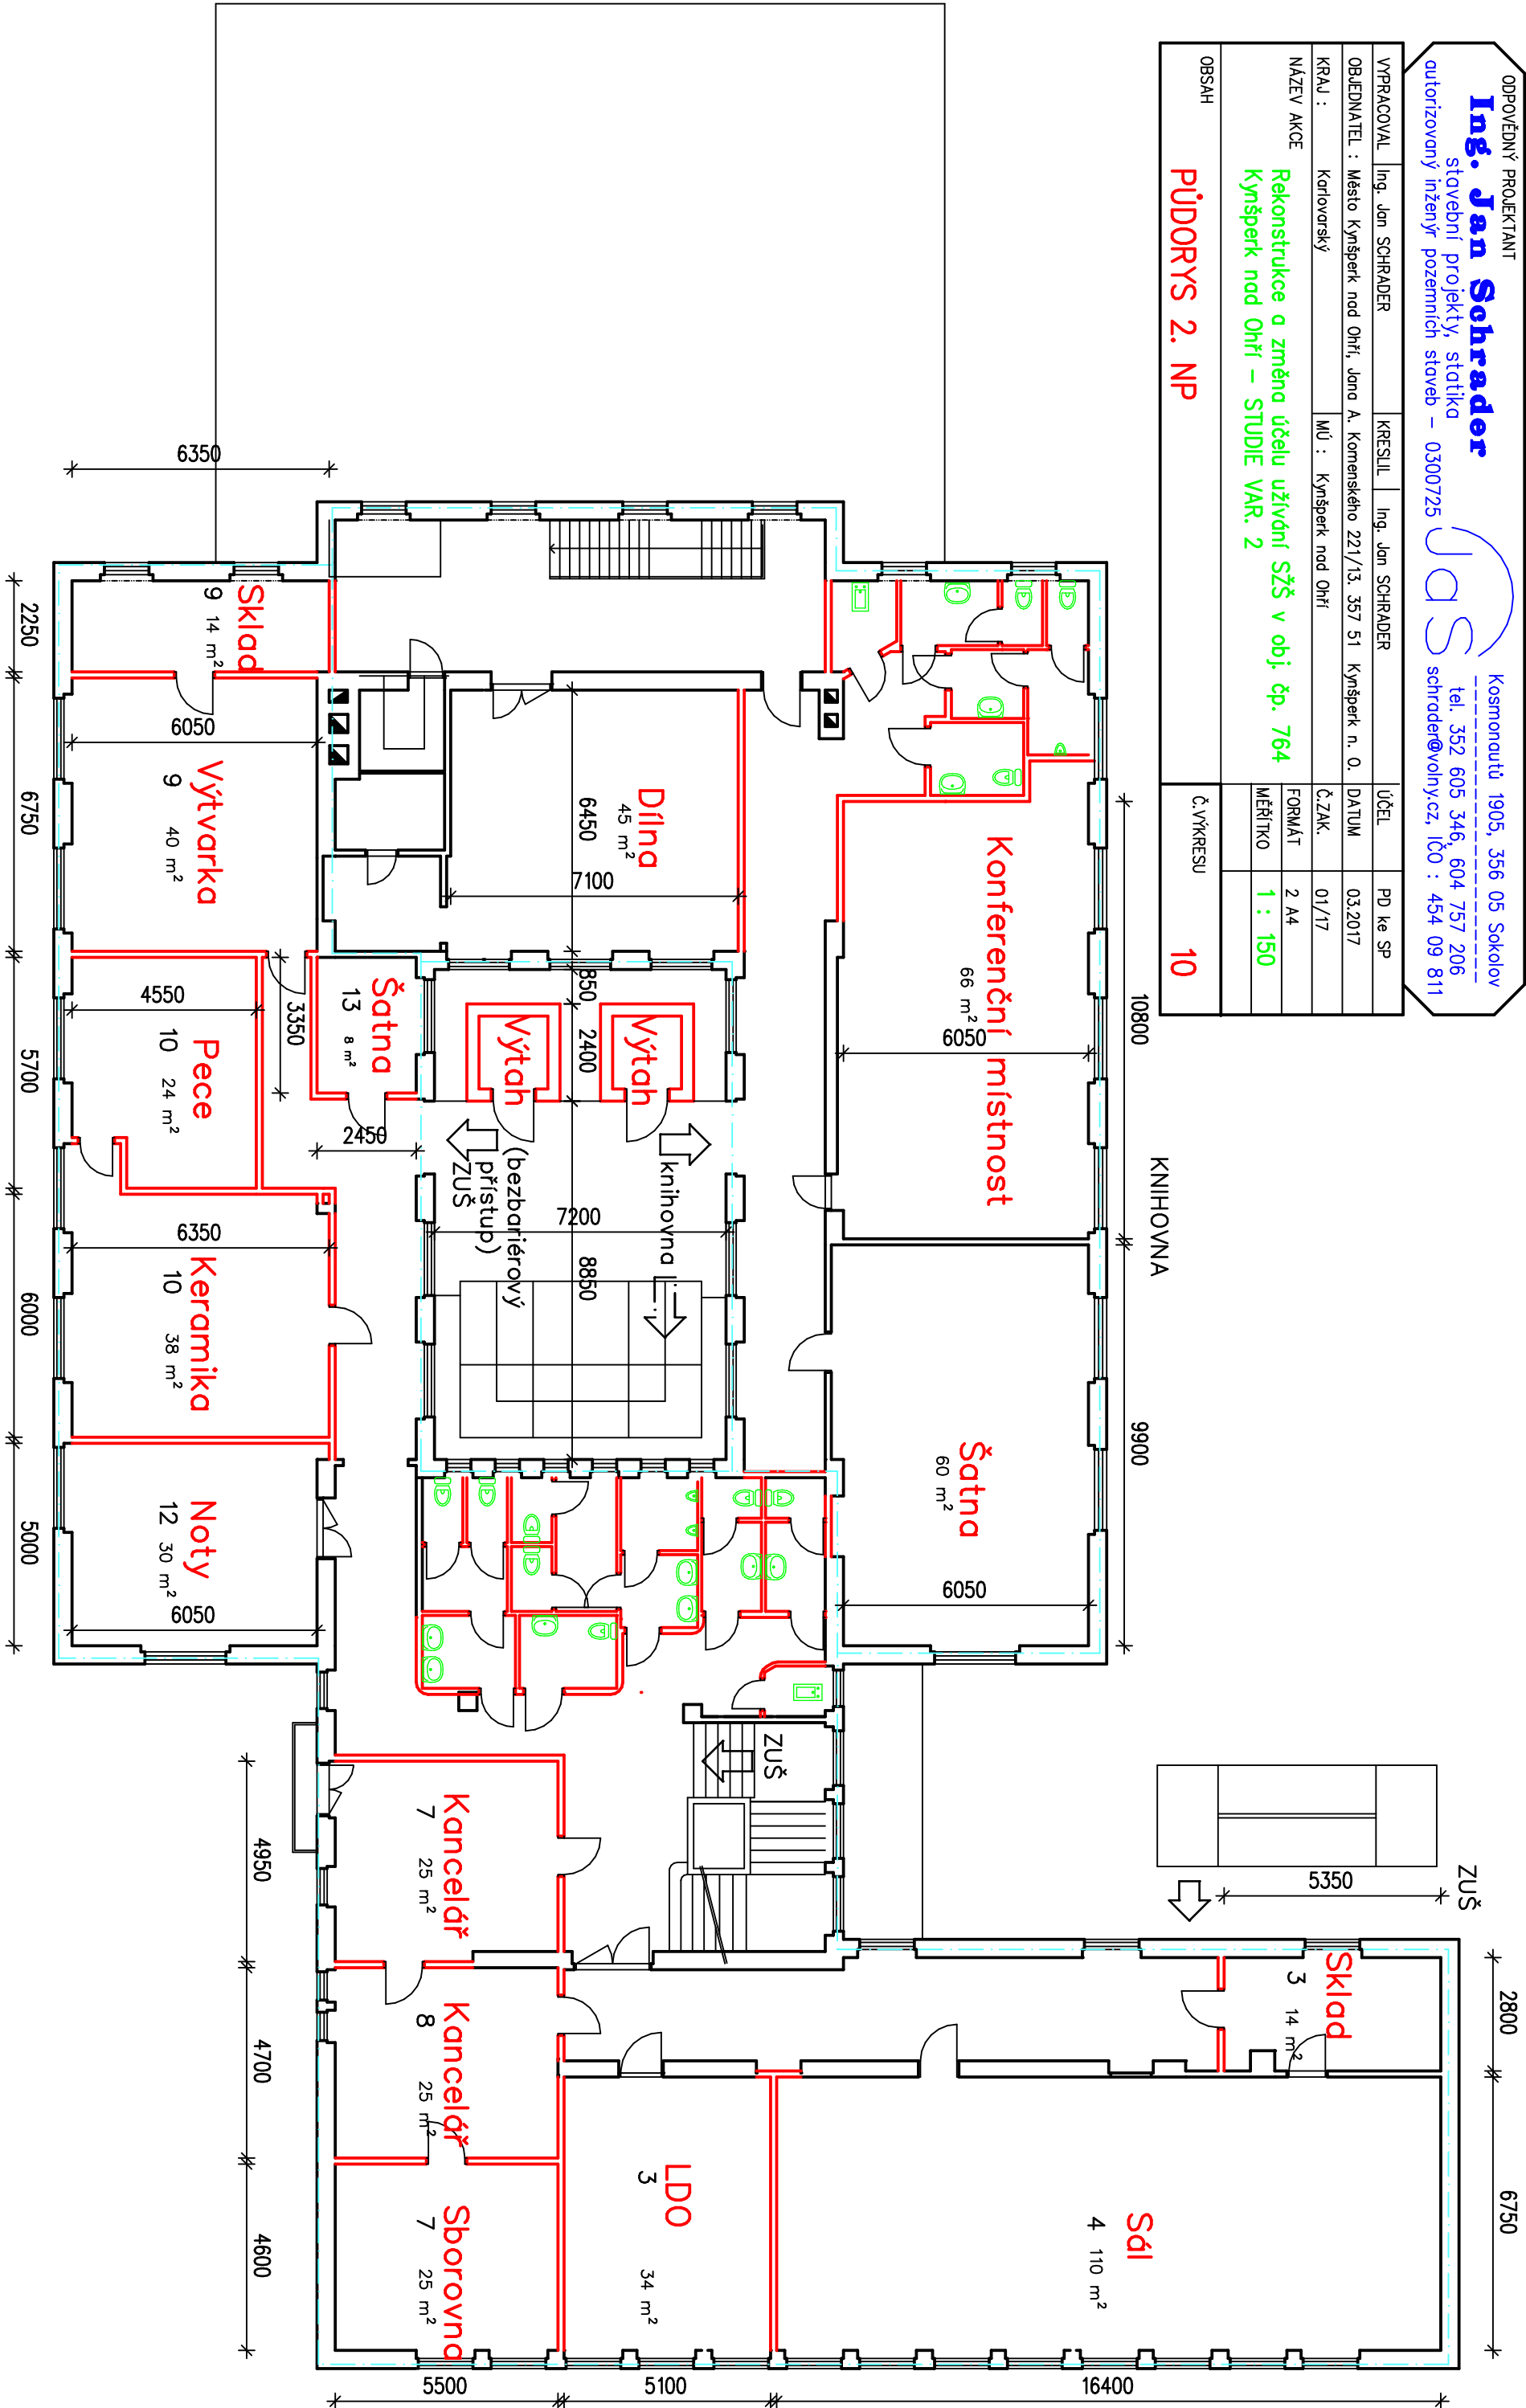 ODPOVĚDNÝ PROJEKTANT
Ing. Jan Schrader
stavební projekty, statika
autorizovaný inženýr pozemních staveb – 0300725
JaS
Kosmonautů 1905, 356 05 Sokolov
tel. 352 605 346, 604 757 206
schrader@volny.cz, IČO : 454 09 811
VYPRACOVAL Ing. Jan SCHRADER KRESLIL Ing. Jan SCHRADER ÚČEL PD ke SP
OBJEDNATEL : Město Kynšperk nad Ohří, Jana A. Komenského 221/13, 357 51 Kynšperk n. O. DATUM 03.2017
KRAJ : Karlovarský MÚ : Kynšperk nad Ohří Č.ZAK. 01/17
NÁZEV AKCE FORMÁT 2 A4
Rekonstrukce a změna účelu užívání SZŠ v obj. čp. 764
Kynšperk nad Ohří – STUDIE VAR. 2
MĚŘÍTKO 1 : 150
OBSAH Č.VÝKRESU
PŮDORYS 2. NP 10
KNIHOVNA
10800
9900
Konferenční místnost
66 m²
6050
Šatna
60 m²
6050
ZUŠ
5350
2800
6750
Sklad
3 14 m²
Sál
4 110 m²
Dílna
45 m²
6450
7100
850
2400
8850
7200
Výtah
Výtah
knihovna
(bezbariérový
přístup)
ZUŠ
ZUŠ
LDO
3
34 m²
6350
Sklad
9 14 m²
6050
Výtvarka
9 40 m²
Šatna
13
8 m²
3350
2450
4550
Pece
10 24 m²
6350
Keramika
10 38 m²
Noty
12 30 m²
6050
Kancelář
7 25 m²
Kancelář
8 25 m²
Sborovna
7 25 m²
2250
6750
5700
6000
5000
4950
4700
4600
5500
5100
16400